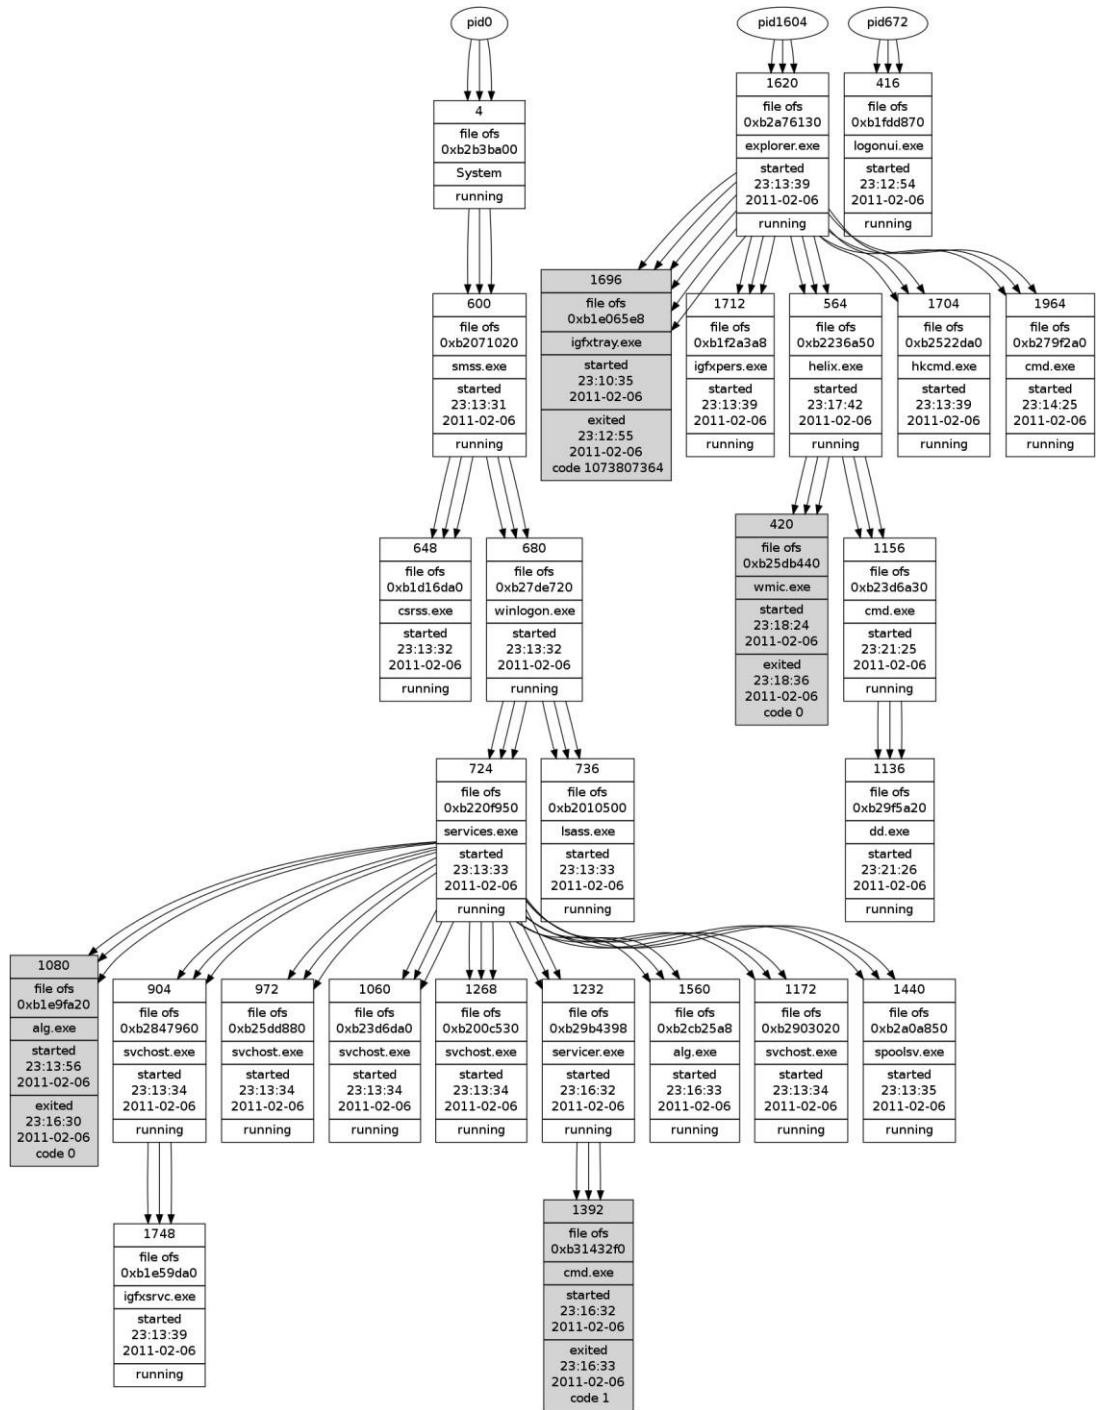 pid0
pid1604
pid672
4
file ofs
0xb2b3ba00
System
running
1620
file ofs
0xb2a76130
explorer.exe
started
23:13:39
2011-02-06
running
416
file ofs
0xb1fdd870
logonui.exe
started
23:12:54
2011-02-06
running
600
file ofs
0xb2071020
smss.exe
started
23:13:31
2011-02-06
running
1696
file ofs
0xb1e065e8
igfxtray.exe
started
23:10:35
2011-02-06
exited
23:12:55
2011-02-06
code 1073807364
1712
file ofs
0xb1f2a3a8
igfxpers.exe
started
23:13:39
2011-02-06
running
564
file ofs
0xb2236a50
helix.exe
started
23:17:42
2011-02-06
running
1704
file ofs
0xb2522da0
hkcmd.exe
started
23:13:39
2011-02-06
running
1964
file ofs
0xb279f2a0
cmd.exe
started
23:14:25
2011-02-06
running
648
file ofs
0xb1d16da0
csrss.exe
started
23:13:32
2011-02-06
running
680
file ofs
0xb27de720
winlogon.exe
started
23:13:32
2011-02-06
running
420
file ofs
0xb25db440
wmic.exe
started
23:18:24
2011-02-06
exited
23:18:36
2011-02-06
code 0
1156
file ofs
0xb23d6a30
cmd.exe
started
23:21:25
2011-02-06
running
724
file ofs
0xb220f950
services.exe
started
23:13:33
2011-02-06
running
736
file ofs
0xb2010500
lsass.exe
started
23:13:33
2011-02-06
running
1136
file ofs
0xb29f5a20
dd.exe
started
23:21:26
2011-02-06
running
1080
file ofs
0xb1e9fa20
alg.exe
started
23:13:56
2011-02-06
exited
23:16:30
2011-02-06
code 0
904
file ofs
0xb2847960
svchost.exe
started
23:13:34
2011-02-06
running
972
file ofs
0xb25dd880
svchost.exe
started
23:13:34
2011-02-06
running
1060
file ofs
0xb23d6da0
svchost.exe
started
23:13:34
2011-02-06
running
1268
file ofs
0xb200c530
svchost.exe
started
23:13:34
2011-02-06
running
1232
file ofs
0xb29b4398
servicer.exe
started
23:16:32
2011-02-06
running
1560
file ofs
0xb2cb25a8
alg.exe
started
23:16:33
2011-02-06
running
1172
file ofs
0xb2903020
svchost.exe
started
23:13:34
2011-02-06
running
1440
file ofs
0xb2a0a850
spoolsv.exe
started
23:13:35
2011-02-06
running
1748
file ofs
0xb1e59da0
igfxsrvc.exe
started
23:13:39
2011-02-06
running
1392
file ofs
0xb31432f0
cmd.exe
started
23:16:32
2011-02-06
exited
23:16:33
2011-02-06
code 1